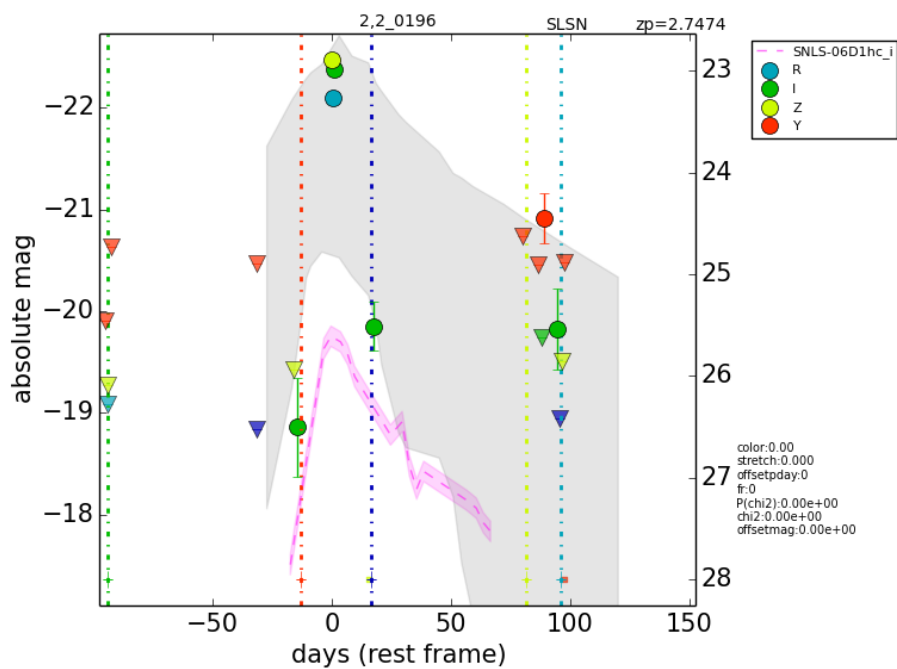 2,2_0196 SLSN zp=2.7474
SNLS-06D1hc_i
R
I
Z
Y
−22
−21
−20
−19
−18
absolute mag
23
24
25
26
27
28
color:0.00
stretch:0.000
offsetpday:0
fr:0
P(chi2):0.00e+00
chi2:0.00e+00
offsetmag:0.00e+00
−50 0 50 100 150
days (rest frame)